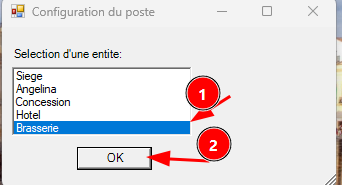 Configuration du poste
Selection d'une entite:
Siege
Angelina
Concession
Hotel
Brasserie
1
OK
2